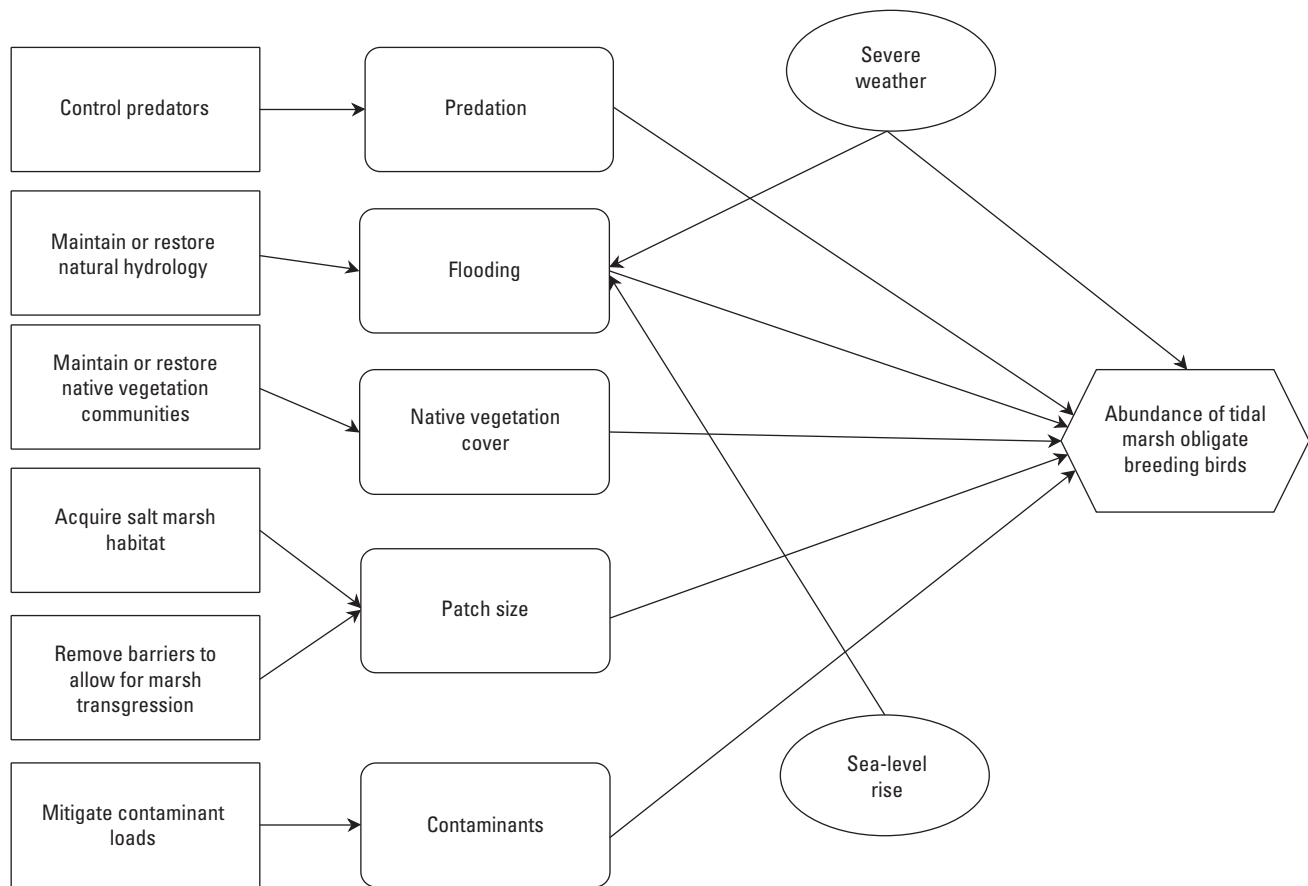 Control predators
Predation
Severe
weather
Maintain or restore
natural hydrology
Flooding
Maintain or restore
native vegetation
communities
Native vegetation
cover
Abundance of tidal
marsh obligate
breeding birds
Acquire salt marsh
habitat
Patch size
Remove barriers to
allow for marsh
transgression
Sea-level
rise
Mitigate contaminant
loads
Contaminants